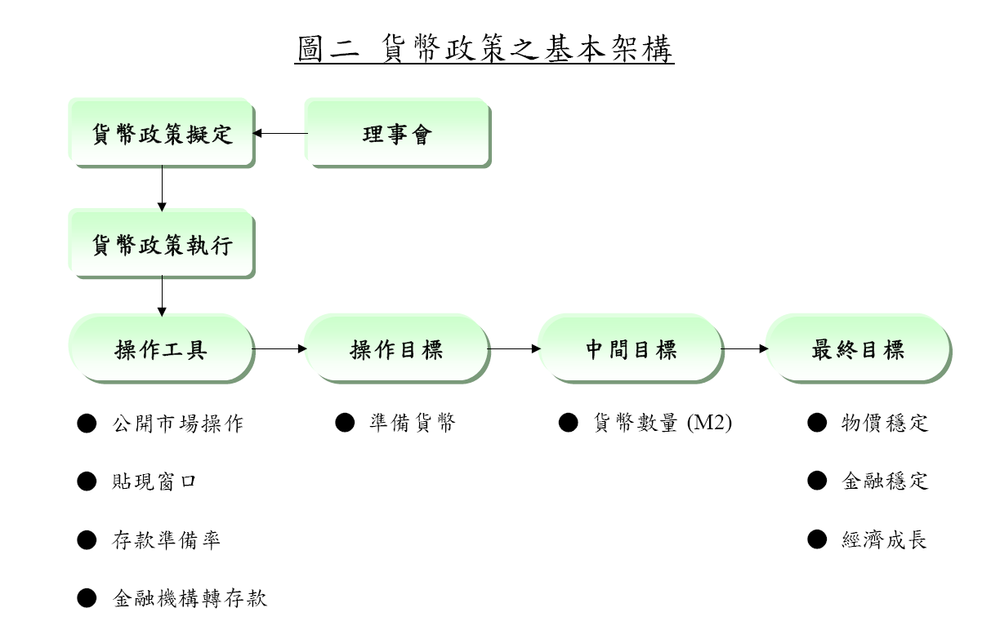 圖二 貨幣政策之基本架構
貨幣政策擬定
理事會
貨幣政策執行
操作工具
操作目標
中間目標
最終目標
● 公開市場操作
● 準備貨幣
● 貨幣數量 (M2)
● 物價穩定
● 貼現窗口
● 金融穩定
● 存款準備率
● 經濟成長
● 金融機構轉存款